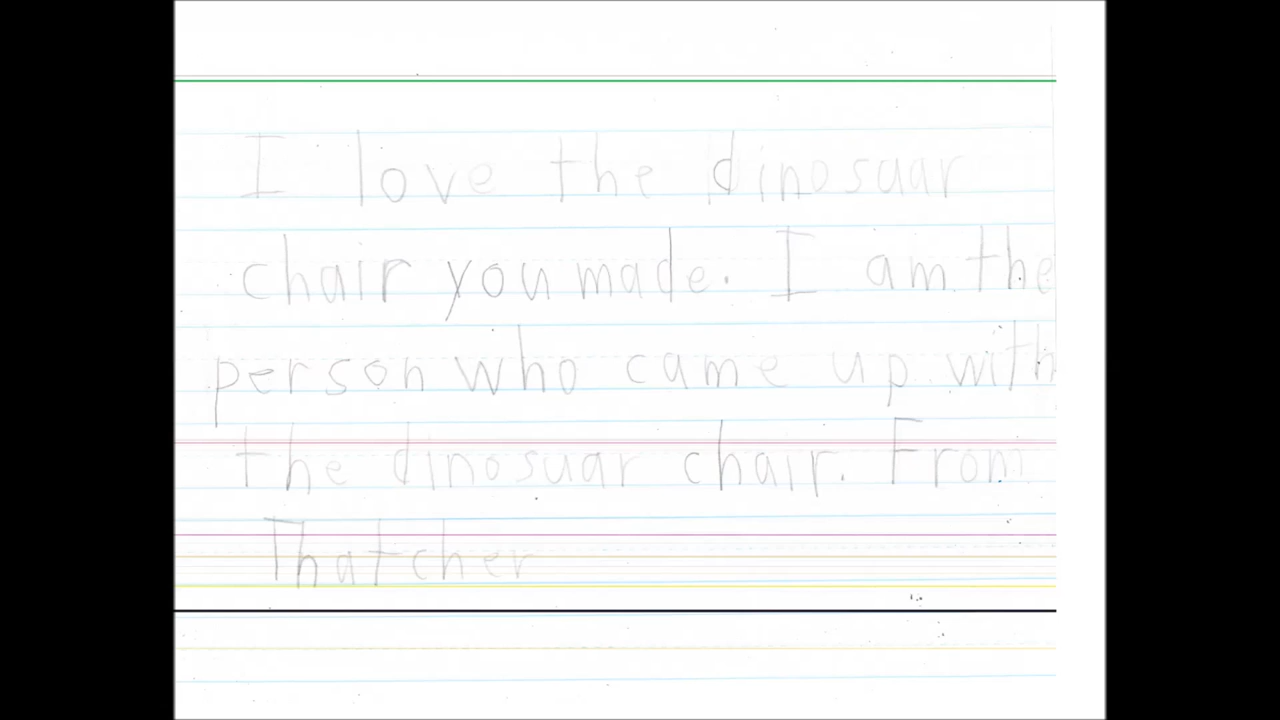 I love the dinosuar
chair you made. I am the
person who came up with
the dinosuar chair. From
Thatcher